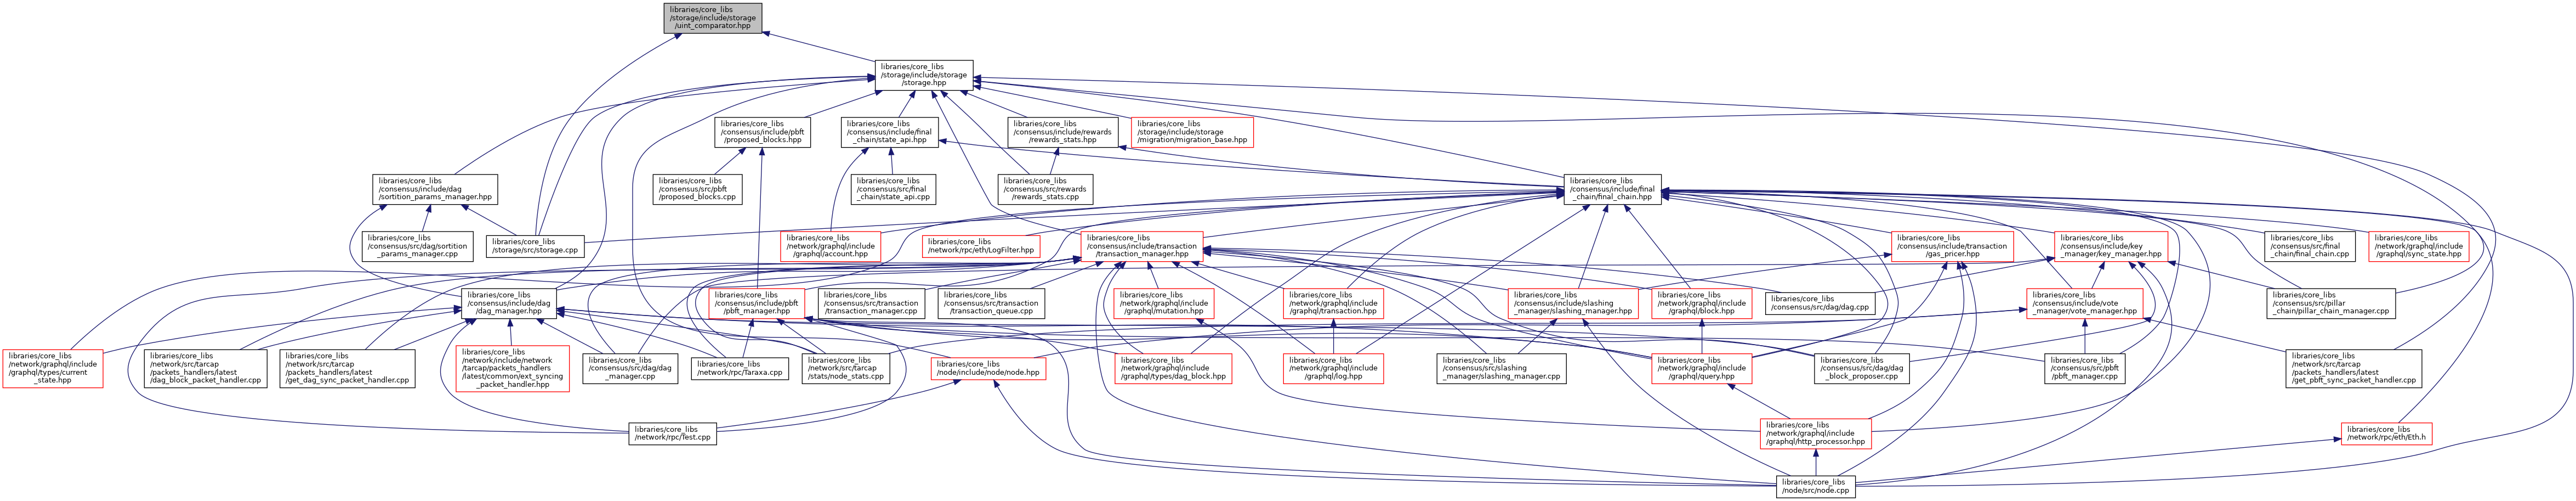 libraries/core_libs
/storage/include/storage
/uint_comparator.hpp
libraries/core_libs
/storage/include/storage
/storage.hpp
libraries/core_libs
/consensus/include/pbft
/proposed_blocks.hpp
libraries/core_libs
/consensus/include/final
_chain/state_api.hpp
libraries/core_libs
/consensus/include/rewards
/rewards_stats.hpp
libraries/core_libs
/storage/include/storage
/migration/migration_base.hpp
libraries/core_libs
/consensus/include/dag
/sortition_params_manager.hpp
libraries/core_libs
/consensus/src/pbft
/proposed_blocks.cpp
libraries/core_libs
/consensus/src/final
_chain/state_api.cpp
libraries/core_libs
/consensus/src/rewards
/rewards_stats.cpp
libraries/core_libs
/consensus/include/final
_chain/final_chain.hpp
libraries/core_libs
/consensus/src/dag/sortition
_params_manager.cpp
libraries/core_libs
/storage/src/storage.cpp
libraries/core_libs
/network/graphql/include
/graphql/account.hpp
libraries/core_libs
/network/rpc/eth/LogFilter.hpp
libraries/core_libs
/consensus/include/transaction
/transaction_manager.hpp
libraries/core_libs
/consensus/include/transaction
/gas_pricer.hpp
libraries/core_libs
/consensus/include/key
_manager/key_manager.hpp
libraries/core_libs
/consensus/src/final
_chain/final_chain.cpp
libraries/core_libs
/network/graphql/include
/graphql/sync_state.hpp
libraries/core_libs
/consensus/include/dag
/dag_manager.hpp
libraries/core_libs
/consensus/include/pbft
/pbft_manager.hpp
libraries/core_libs
/consensus/src/transaction
/transaction_manager.cpp
libraries/core_libs
/consensus/src/transaction
/transaction_queue.cpp
libraries/core_libs
/network/graphql/include
/graphql/mutation.hpp
libraries/core_libs
/network/graphql/include
/graphql/transaction.hpp
libraries/core_libs
/consensus/include/slashing
_manager/slashing_manager.hpp
libraries/core_libs
/network/graphql/include
/graphql/block.hpp
libraries/core_libs
/consensus/src/dag/dag.cpp
libraries/core_libs
/consensus/include/vote
_manager/vote_manager.hpp
libraries/core_libs
/consensus/src/pillar
_chain/pillar_chain_manager.cpp
libraries/core_libs
/network/graphql/include
/graphql/types/current
_state.hpp
libraries/core_libs
/network/src/tarcap
/packets_handlers/latest
/dag_block_packet_handler.cpp
libraries/core_libs
/network/src/tarcap
/packets_handlers/latest
/get_dag_sync_packet_handler.cpp
libraries/core_libs
/network/include/network
/tarcap/packets_handlers
/latest/common/ext_syncing
_packet_handler.hpp
libraries/core_libs
/consensus/src/dag/dag
_manager.cpp
libraries/core_libs
/network/rpc/Taraxa.cpp
libraries/core_libs
/network/src/tarcap
/stats/node_stats.cpp
libraries/core_libs
/node/include/node/node.hpp
libraries/core_libs
/network/graphql/include
/graphql/types/dag_block.hpp
libraries/core_libs
/network/graphql/include
/graphql/log.hpp
libraries/core_libs
/consensus/src/slashing
_manager/slashing_manager.cpp
libraries/core_libs
/network/graphql/include
/graphql/query.hpp
libraries/core_libs
/consensus/src/dag/dag
_block_proposer.cpp
libraries/core_libs
/consensus/src/pbft
/pbft_manager.cpp
libraries/core_libs
/network/src/tarcap
/packets_handlers/latest
/get_pbft_sync_packet_handler.cpp
libraries/core_libs
/network/rpc/Test.cpp
libraries/core_libs
/network/graphql/include
/graphql/http_processor.hpp
libraries/core_libs
/network/rpc/eth/Eth.h
libraries/core_libs
/node/src/node.cpp